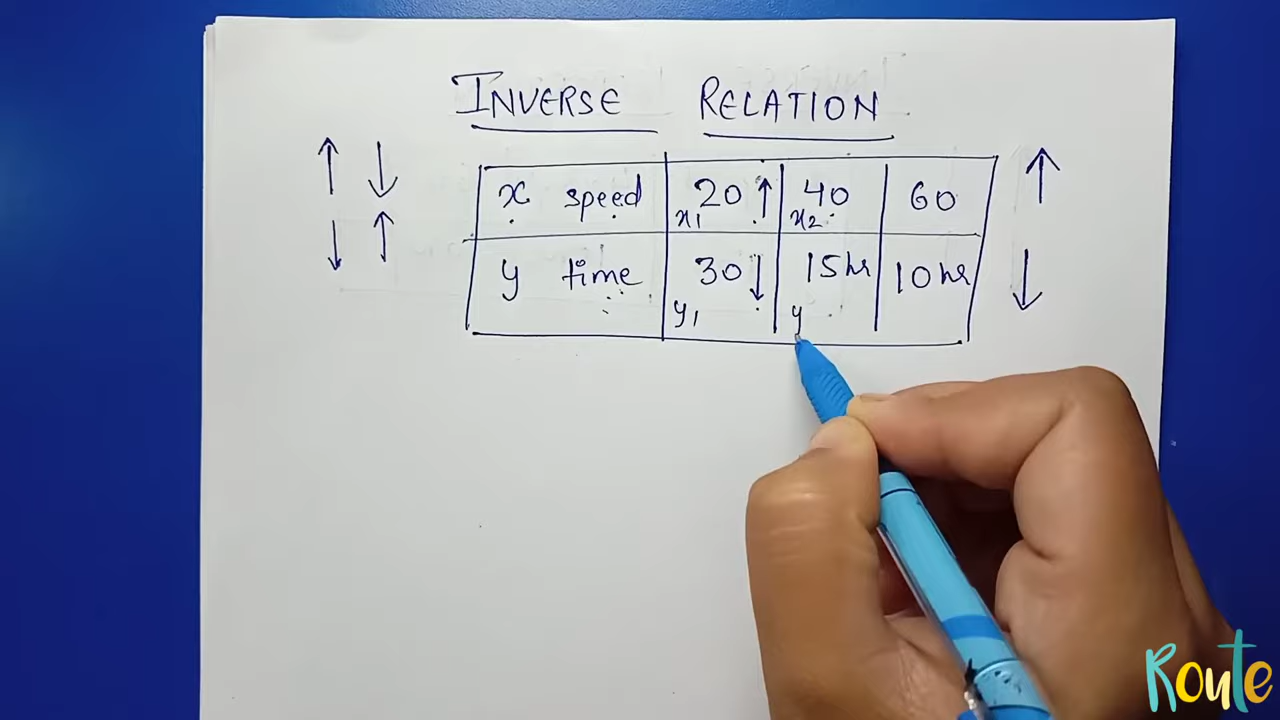 INVERSE RELATION
↑ ↓ x speed 20 ↑ 40 60 ↑
x1 x2
↓ ↑ y time 30 ↓ 15hr 10hr ↓
y1 y
Route